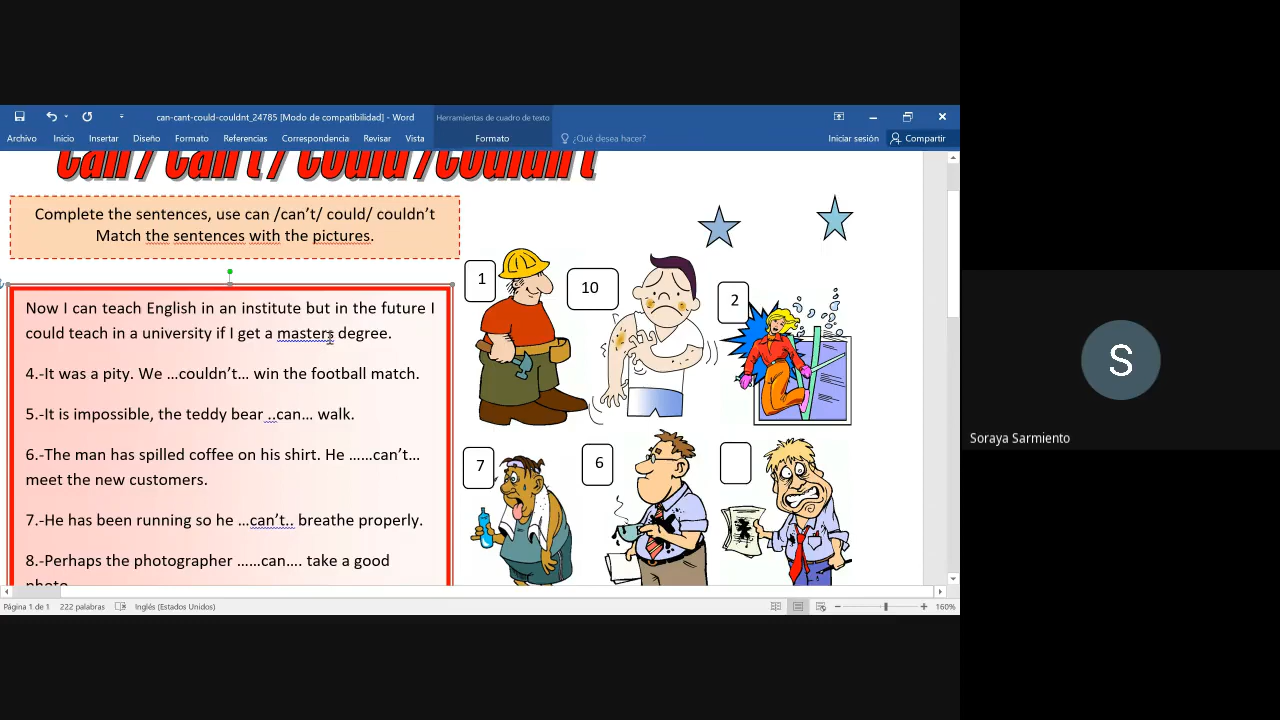 can-cant-could-couldnt_24785 [Modo de compatibilidad] - Word
Herramientas de cuadro de texto
Archivo Inicio Insertar Diseño Formato Referencias Correspondencia Revisar Vista Formato ¿Qué desea hacer? Iniciar sesión Compartir
Can / Can't / Could /Couldn't
Complete the sentences, use can /can’t/ could/ couldn’t
Match the sentences with the pictures.
Now I can teach English in an institute but in the future I
could teach in a university if I get a masters degree.
4.-It was a pity. We …couldn’t… win the football match.
5.-It is impossible, the teddy bear ..can… walk.
6.-The man has spilled coffee on his shirt. He ……can’t…
meet the new customers.
7.-He has been running so he …can’t.. breathe properly.
8.-Perhaps the photographer ……can…. take a good
photo
1
10
2
7
6
S
Soraya Sarmiento
Página 1 de 1 222 palabras Inglés (Estados Unidos) 160%